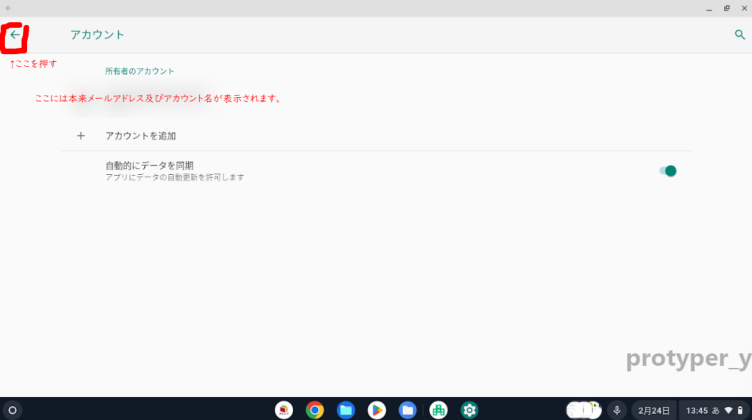 アカウント
↑ここを押す
所有者のアカウント
ここには本来メールアドレス及びアカウント名が表示されます。
アカウントを追加
自動的にデータを同期
アプリにデータの自動更新を許可します
protyper_y
2月24日
13:45 あ